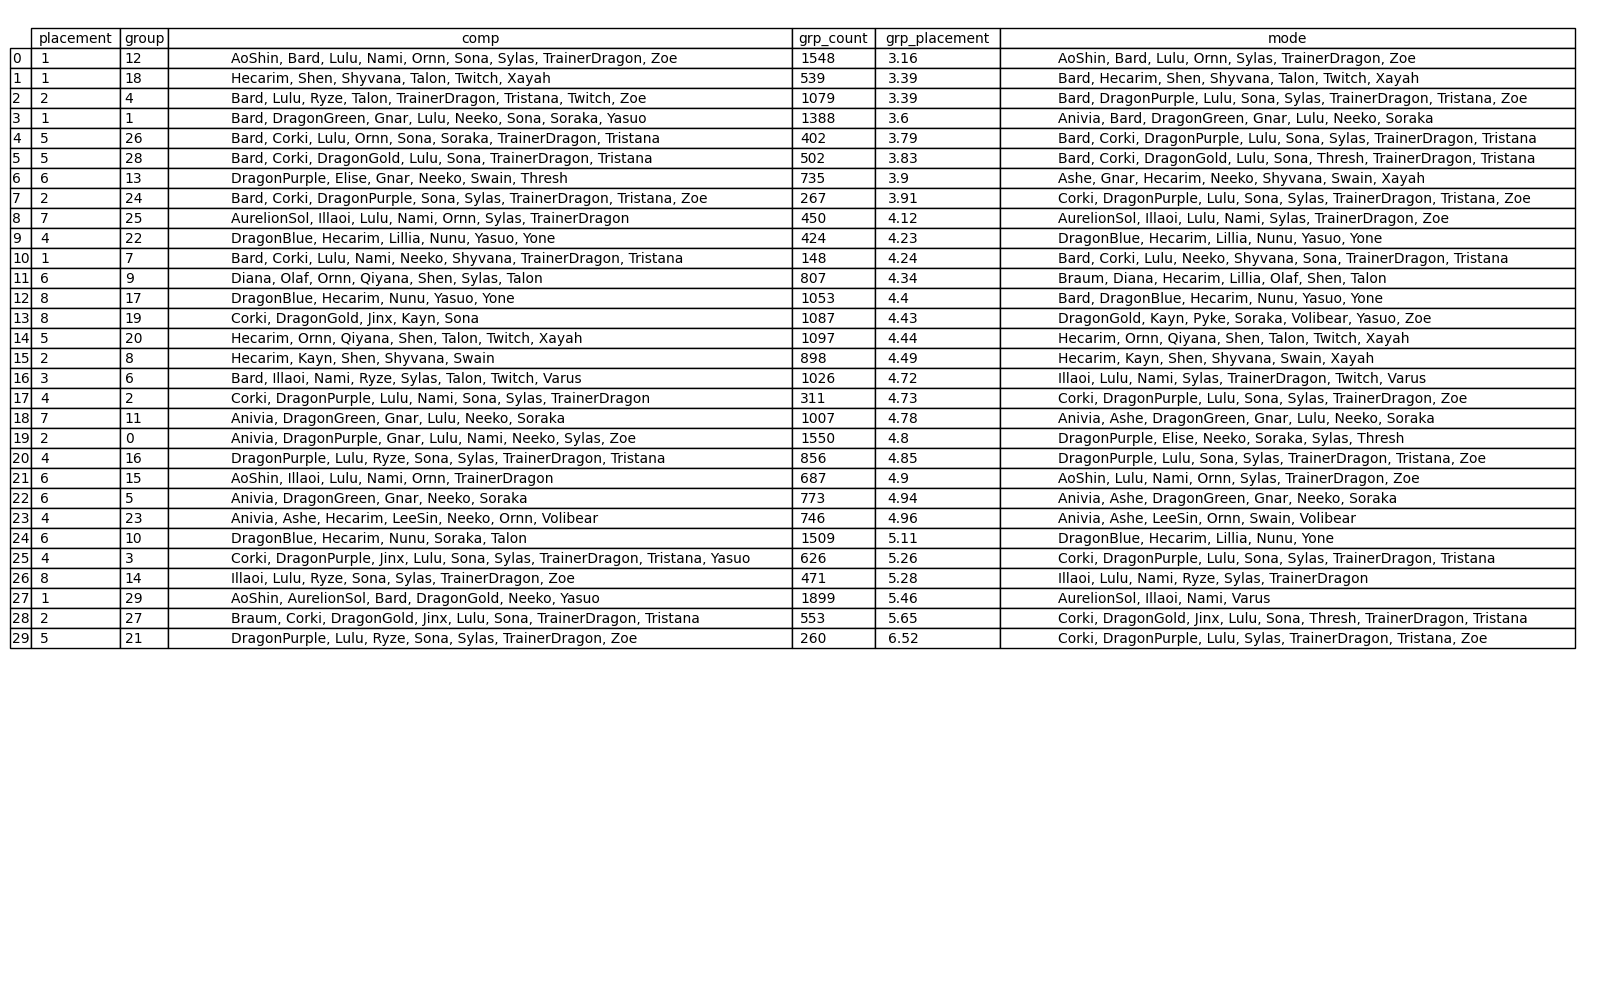 placement group comp grp_count grp_placement mode
0 1 12 AoShin, Bard, Lulu, Nami, Ornn, Sona, Sylas, TrainerDragon, Zoe 1548 3.16 AoShin, Bard, Lulu, Ornn, Sylas, TrainerDragon, Zoe
1 1 18 Hecarim, Shen, Shyvana, Talon, Twitch, Xayah 539 3.39 Bard, Hecarim, Shen, Shyvana, Talon, Twitch, Xayah
2 2 4 Bard, Lulu, Ryze, Talon, TrainerDragon, Tristana, Twitch, Zoe 1079 3.39 Bard, DragonPurple, Lulu, Sona, Sylas, TrainerDragon, Tristana, Zoe
3 1 1 Bard, DragonGreen, Gnar, Lulu, Neeko, Sona, Soraka, Yasuo 1388 3.6 Anivia, Bard, DragonGreen, Gnar, Lulu, Neeko, Soraka
4 5 26 Bard, Corki, Lulu, Ornn, Sona, Soraka, TrainerDragon, Tristana 402 3.79 Bard, Corki, DragonPurple, Lulu, Sona, Sylas, TrainerDragon, Tristana
5 5 28 Bard, Corki, DragonGold, Lulu, Sona, TrainerDragon, Tristana 502 3.83 Bard, Corki, DragonGold, Lulu, Sona, Thresh, TrainerDragon, Tristana
6 6 13 DragonPurple, Elise, Gnar, Neeko, Swain, Thresh 735 3.9 Ashe, Gnar, Hecarim, Neeko, Shyvana, Swain, Xayah
7 2 24 Bard, Corki, DragonPurple, Sona, Sylas, TrainerDragon, Tristana, Zoe 267 3.91 Corki, DragonPurple, Lulu, Sona, Sylas, TrainerDragon, Tristana, Zoe
8 7 25 AurelionSol, Illaoi, Lulu, Nami, Ornn, Sylas, TrainerDragon 450 4.12 AurelionSol, Illaoi, Lulu, Nami, Sylas, TrainerDragon, Zoe
9 4 22 DragonBlue, Hecarim, Lillia, Nunu, Yasuo, Yone 424 4.23 DragonBlue, Hecarim, Lillia, Nunu, Yasuo, Yone
10 1 7 Bard, Corki, Lulu, Nami, Neeko, Shyvana, TrainerDragon, Tristana 148 4.24 Bard, Corki, Lulu, Neeko, Shyvana, Sona, TrainerDragon, Tristana
11 6 9 Diana, Olaf, Ornn, Qiyana, Shen, Sylas, Talon 807 4.34 Braum, Diana, Hecarim, Lillia, Olaf, Shen, Talon
12 8 17 DragonBlue, Hecarim, Nunu, Yasuo, Yone 1053 4.4 Bard, DragonBlue, Hecarim, Nunu, Yasuo, Yone
13 8 19 Corki, DragonGold, Jinx, Kayn, Sona 1087 4.43 DragonGold, Kayn, Pyke, Soraka, Volibear, Yasuo, Zoe
14 5 20 Hecarim, Ornn, Qiyana, Shen, Talon, Twitch, Xayah 1097 4.44 Hecarim, Ornn, Qiyana, Shen, Talon, Twitch, Xayah
15 2 8 Hecarim, Kayn, Shen, Shyvana, Swain 898 4.49 Hecarim, Kayn, Shen, Shyvana, Swain, Xayah
16 3 6 Bard, Illaoi, Nami, Ryze, Sylas, Talon, Twitch, Varus 1026 4.72 Illaoi, Lulu, Nami, Sylas, TrainerDragon, Twitch, Varus
17 4 2 Corki, DragonPurple, Lulu, Nami, Sona, Sylas, TrainerDragon 311 4.73 Corki, DragonPurple, Lulu, Sona, Sylas, TrainerDragon, Zoe
18 7 11 Anivia, DragonGreen, Gnar, Lulu, Neeko, Soraka 1007 4.78 Anivia, Ashe, DragonGreen, Gnar, Lulu, Neeko, Soraka
19 2 0 Anivia, DragonPurple, Gnar, Lulu, Nami, Neeko, Sylas, Zoe 1550 4.8 DragonPurple, Elise, Neeko, Soraka, Sylas, Thresh
20 4 16 DragonPurple, Lulu, Ryze, Sona, Sylas, TrainerDragon, Tristana 856 4.85 DragonPurple, Lulu, Sona, Sylas, TrainerDragon, Tristana, Zoe
21 6 15 AoShin, Illaoi, Lulu, Nami, Ornn, TrainerDragon 687 4.9 AoShin, Lulu, Nami, Ornn, Sylas, TrainerDragon, Zoe
22 6 5 Anivia, DragonGreen, Gnar, Neeko, Soraka 773 4.94 Anivia, Ashe, DragonGreen, Gnar, Neeko, Soraka
23 4 23 Anivia, Ashe, Hecarim, LeeSin, Neeko, Ornn, Volibear 746 4.96 Anivia, Ashe, LeeSin, Ornn, Swain, Volibear
24 6 10 DragonBlue, Hecarim, Nunu, Soraka, Talon 1509 5.11 DragonBlue, Hecarim, Lillia, Nunu, Yone
25 4 3 Corki, DragonPurple, Jinx, Lulu, Sona, Sylas, TrainerDragon, Tristana, Yasuo 626 5.26 Corki, DragonPurple, Lulu, Sona, Sylas, TrainerDragon, Tristana
26 8 14 Illaoi, Lulu, Ryze, Sona, Sylas, TrainerDragon, Zoe 471 5.28 Illaoi, Lulu, Nami, Ryze, Sylas, TrainerDragon
27 1 29 AoShin, AurelionSol, Bard, DragonGold, Neeko, Yasuo 1899 5.46 AurelionSol, Illaoi, Nami, Varus
28 2 27 Braum, Corki, DragonGold, Jinx, Lulu, Sona, TrainerDragon, Tristana 553 5.65 Corki, DragonGold, Jinx, Lulu, Sona, Thresh, TrainerDragon, Tristana
29 5 21 DragonPurple, Lulu, Ryze, Sona, Sylas, TrainerDragon, Zoe 260 6.52 Corki, DragonPurple, Lulu, Sylas, TrainerDragon, Tristana, Zoe